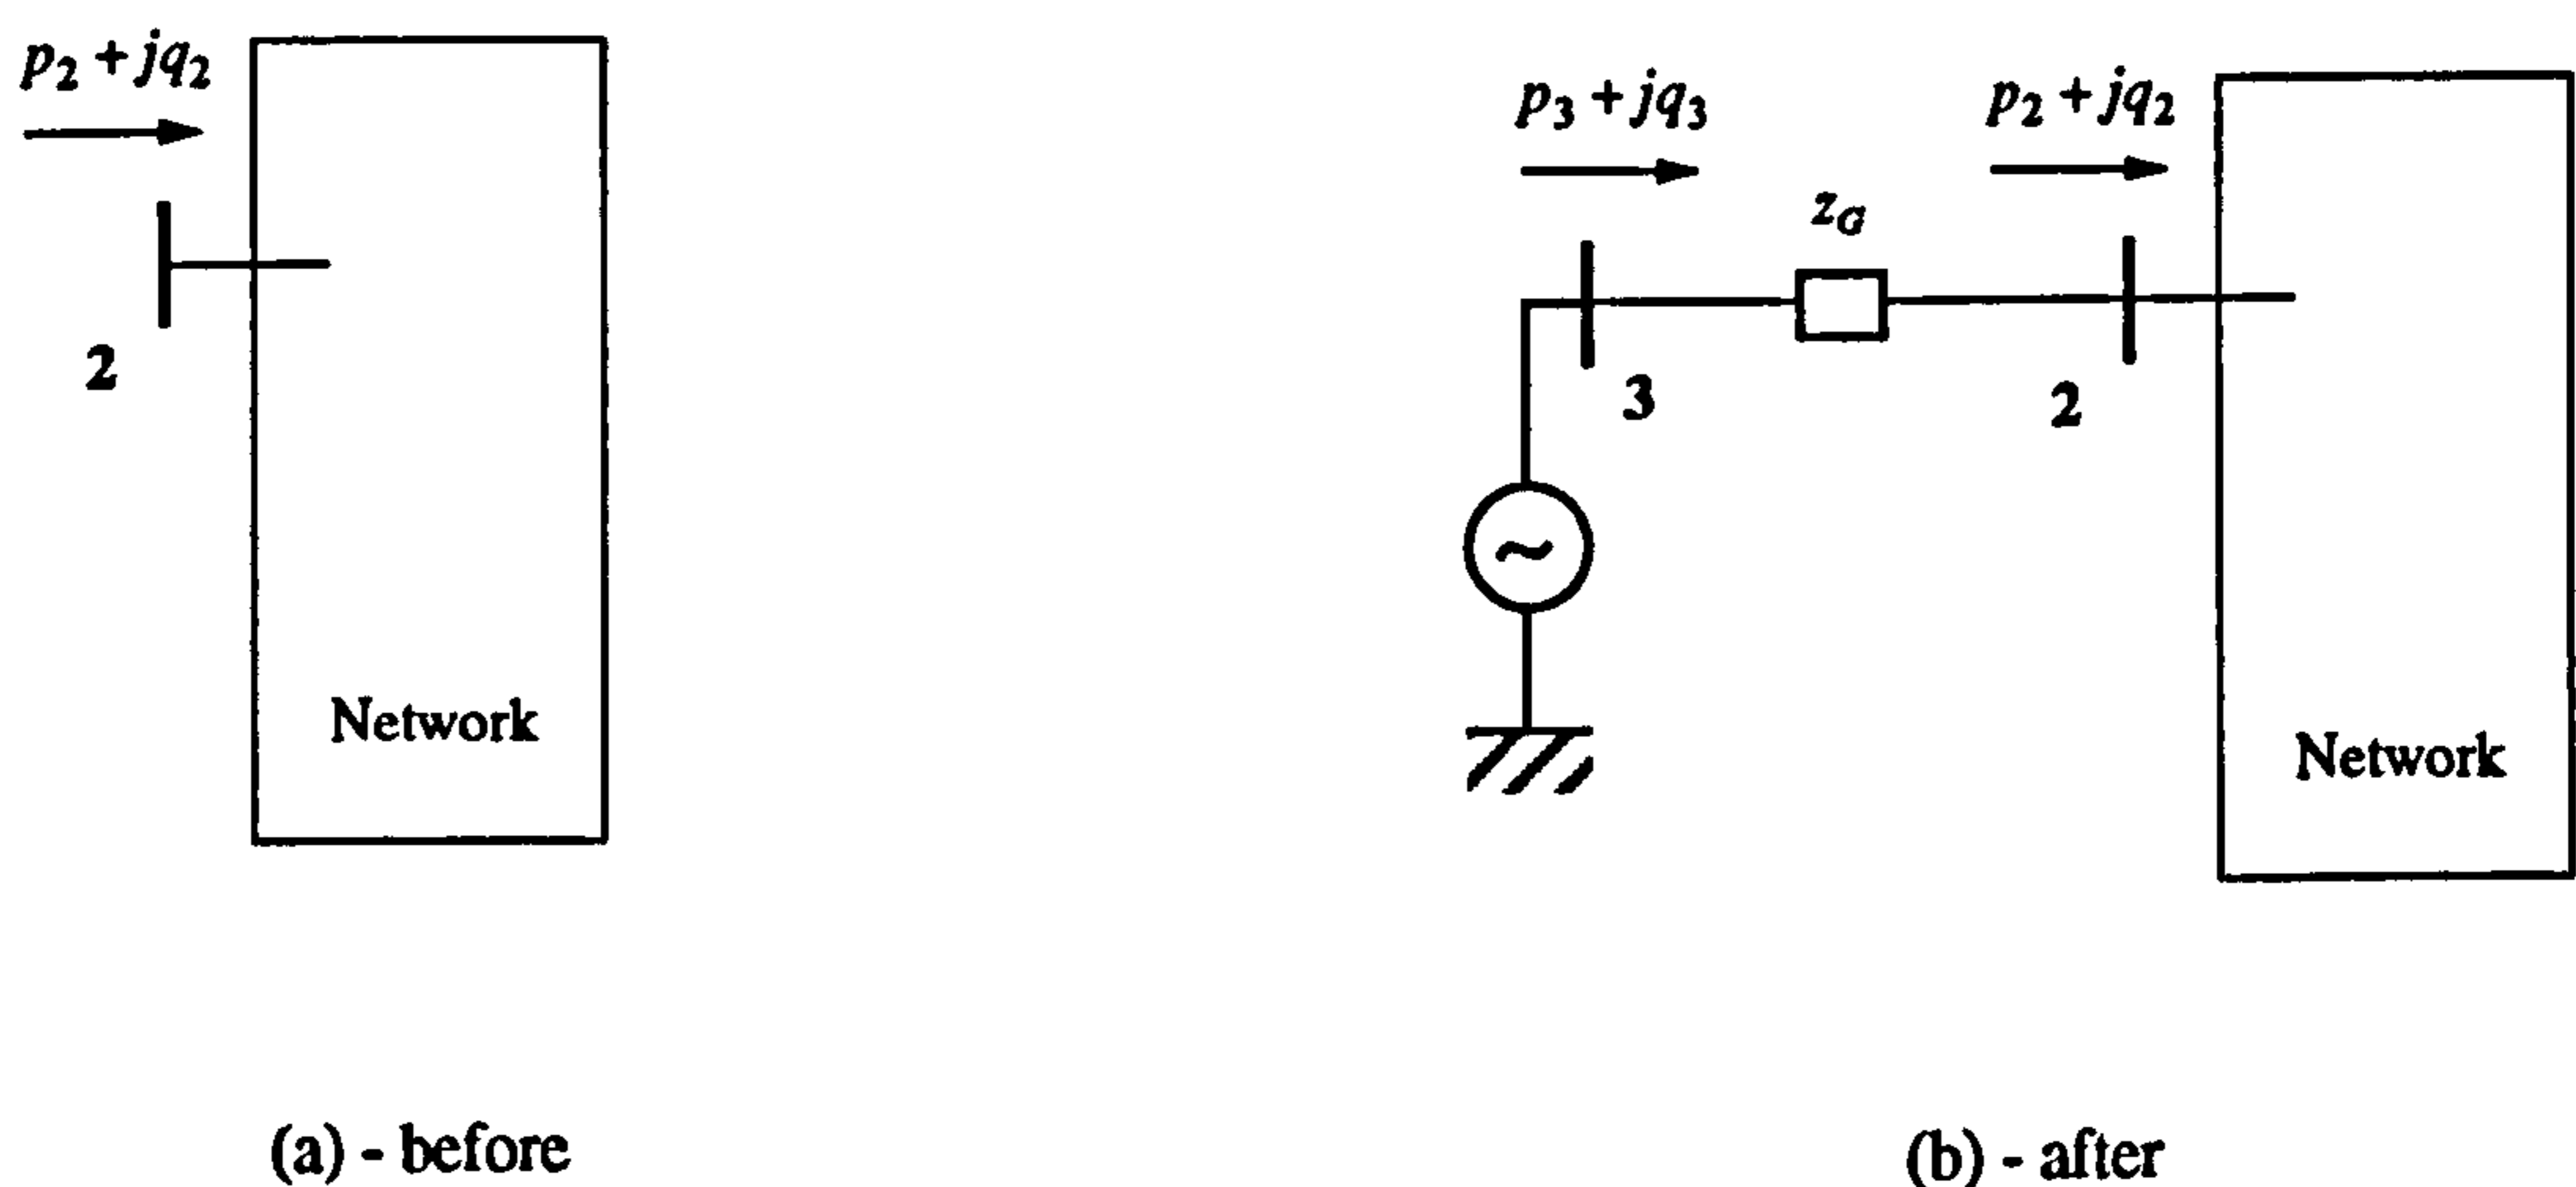 p₂ + jq₂
2
Network
(a) - before
p₃ + jq₃
p₂ + jq₂
z_G
3
2
~
Network
(b) - after